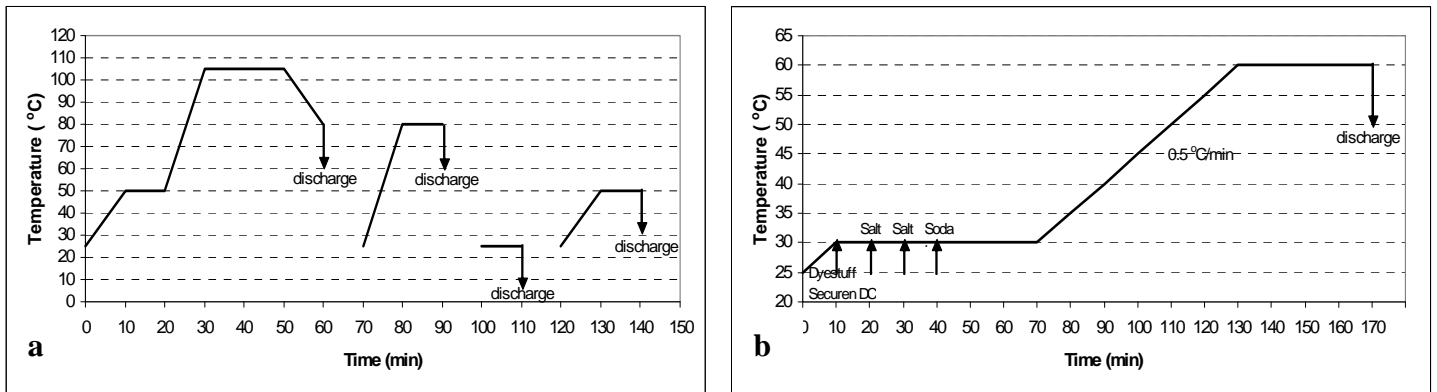 120
110
100
90
80
70
60
50
40
30
20
10
0
Temperature ( °C)
discharge
discharge
discharge
discharge
0 10 20 30 40 50 60 70 80 90 100 110 120 130 140 150
Time (min)
a
65
60
55
50
45
40
35
30
25
20
Temperature ( °C)
discharge
0.5 °C/min
Salt Salt Soda
Dyestuff
Securen DC
0 10 20 30 40 50 60 70 80 90 100 110 120 130 140 150 160 170
Time (min)
b